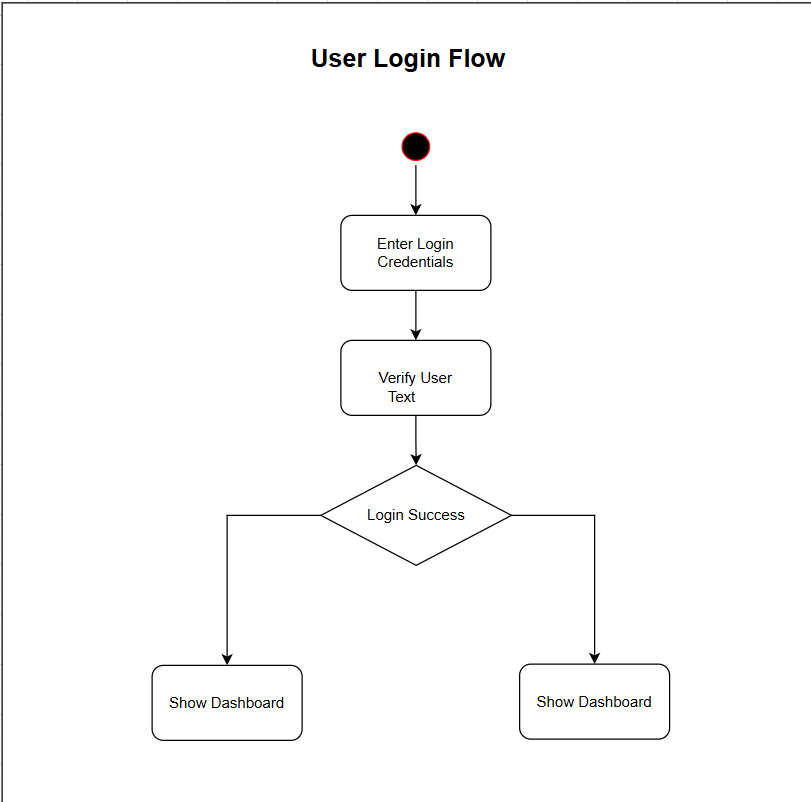 User Login Flow
Enter Login
Credentials
Verify User
Text
Login Success
Show Dashboard
Show Dashboard